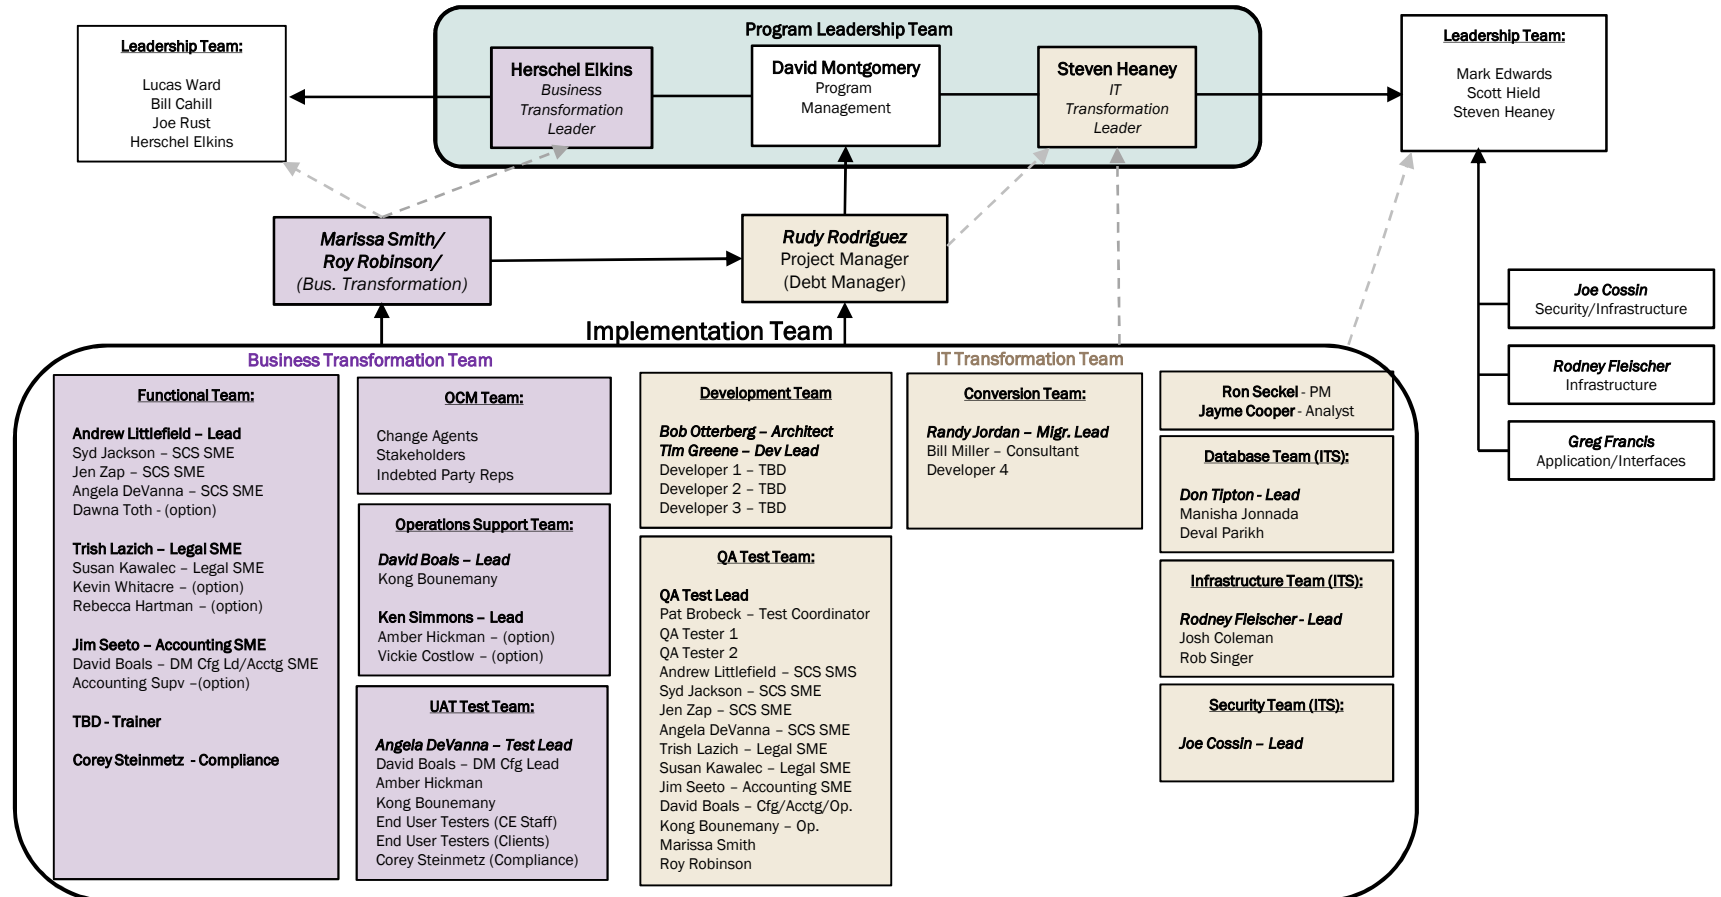 Leadership Team:
Lucas Ward
Bill Cahill
Joe Rust
Herschel Elkins
Program Leadership Team
Herschel Elkins
Business
Transformation
Leader
David Montgomery
Program
Management
Steven Heaney
IT
Transformation
Leader
Leadership Team:
Mark Edwards
Scott Hield
Steven Heaney
Marissa Smith/
Roy Robinson/
(Bus. Transformation)
Rudy Rodriguez
Project Manager
(Debt Manager)
Joe Cossin
Security/Infrastructure
Rodney Fleischer
Infrastructure
Greg Francis
Application/Interfaces
Implementation Team
Business Transformation Team
IT Transformation Team
Functional Team:
Andrew Littlefield – Lead
Syd Jackson – SCS SME
Jen Zap – SCS SME
Angela DeVanna – SCS SME
Dawna Toth - (option)
Trish Lazich – Legal SME
Susan Kawalec – Legal SME
Kevin Whitacre – (option)
Rebecca Hartman – (option)
Jim Seeto – Accounting SME
David Boals – DM Cfg Ld/Acctg SME
Accounting Supv –(option)
TBD - Trainer
Corey Steinmetz - Compliance
OCM Team:
Change Agents
Stakeholders
Indebted Party Reps
Operations Support Team:
David Boals – Lead
Kong Bounemany
Ken Simmons – Lead
Amber Hickman – (option)
Vickie Costlow – (option)
UAT Test Team:
Angela DeVanna – Test Lead
David Boals – DM Cfg Lead
Amber Hickman
Kong Bounemany
End User Testers (CE Staff)
End User Testers (Clients)
Corey Steinmetz (Compliance)
Development Team
Bob Otterberg – Architect
Tim Greene – Dev Lead
Developer 1 – TBD
Developer 2 – TBD
Developer 3 – TBD
QA Test Team:
QA Test Lead
Pat Brobeck – Test Coordinator
QA Tester 1
QA Tester 2
Andrew Littlefield – SCS SMS
Syd Jackson – SCS SME
Jen Zap – SCS SME
Angela DeVanna – SCS SME
Trish Lazich – Legal SME
Susan Kawalec – Legal SME
Jim Seeto – Accounting SME
David Boals – Cfg/Acctg/Op.
Kong Bounemany – Op.
Marissa Smith
Roy Robinson
Conversion Team:
Randy Jordan – Migr. Lead
Bill Miller – Consultant
Developer 4
Ron Seckel - PM
Jayme Cooper - Analyst
Database Team (ITS):
Don Tipton - Lead
Manisha Jonnada
Deval Parikh
Infrastructure Team (ITS):
Rodney Fleischer - Lead
Josh Coleman
Rob Singer
Security Team (ITS):
Joe Cossin – Lead